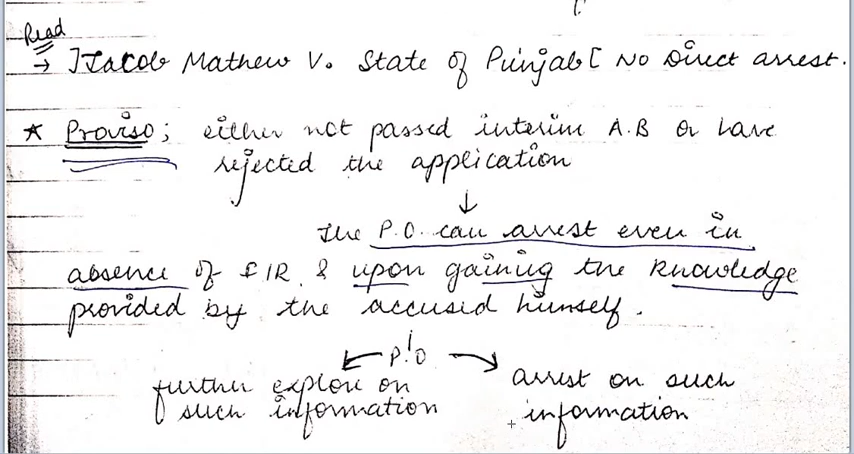 Read
→ ] Jacob Mathew V. State of Punjab [ No Direct arrest.
* Proviso; either not passed interim A.B or have
rejected the application
↓
The P.O. can arrest even in
absence of FIR & upon gaining the knowledge
provided by the accused himself.
P.O
further explore on
such information
arrest on such
information